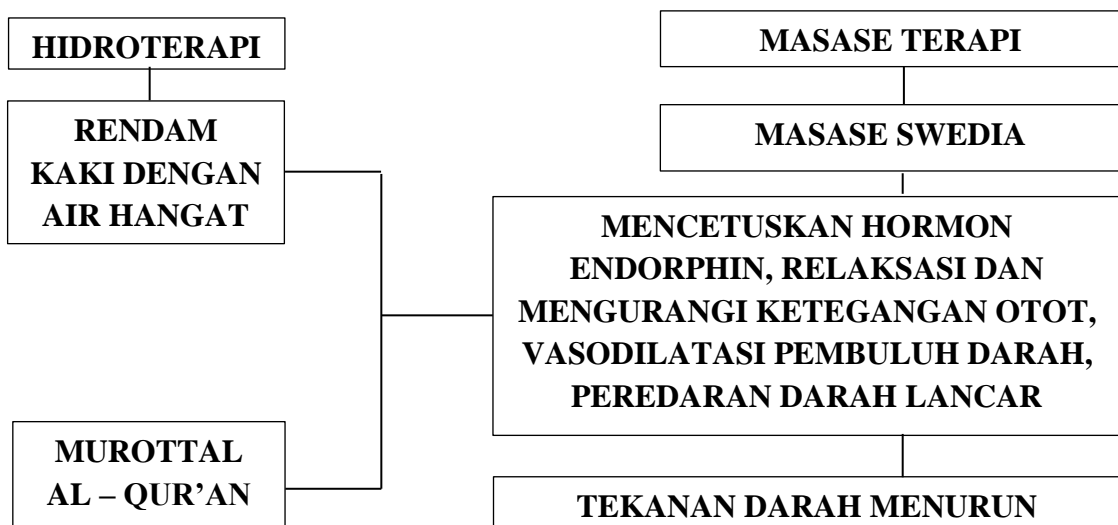 HIDROTERAPI
RENDAM
KAKI DENGAN
AIR HANGAT
MUROTTAL
AL – QUR’AN
MASASE TERAPI
MASASE SWEDIA
MENCETUSKAN HORMON
ENDORPHIN, RELAKSASI DAN
MENGURANGI KETEGANGAN OTOT,
VASODILATASI PEMBULUH DARAH,
PEREDARAN DARAH LANCAR
TEKANAN DARAH MENURUN